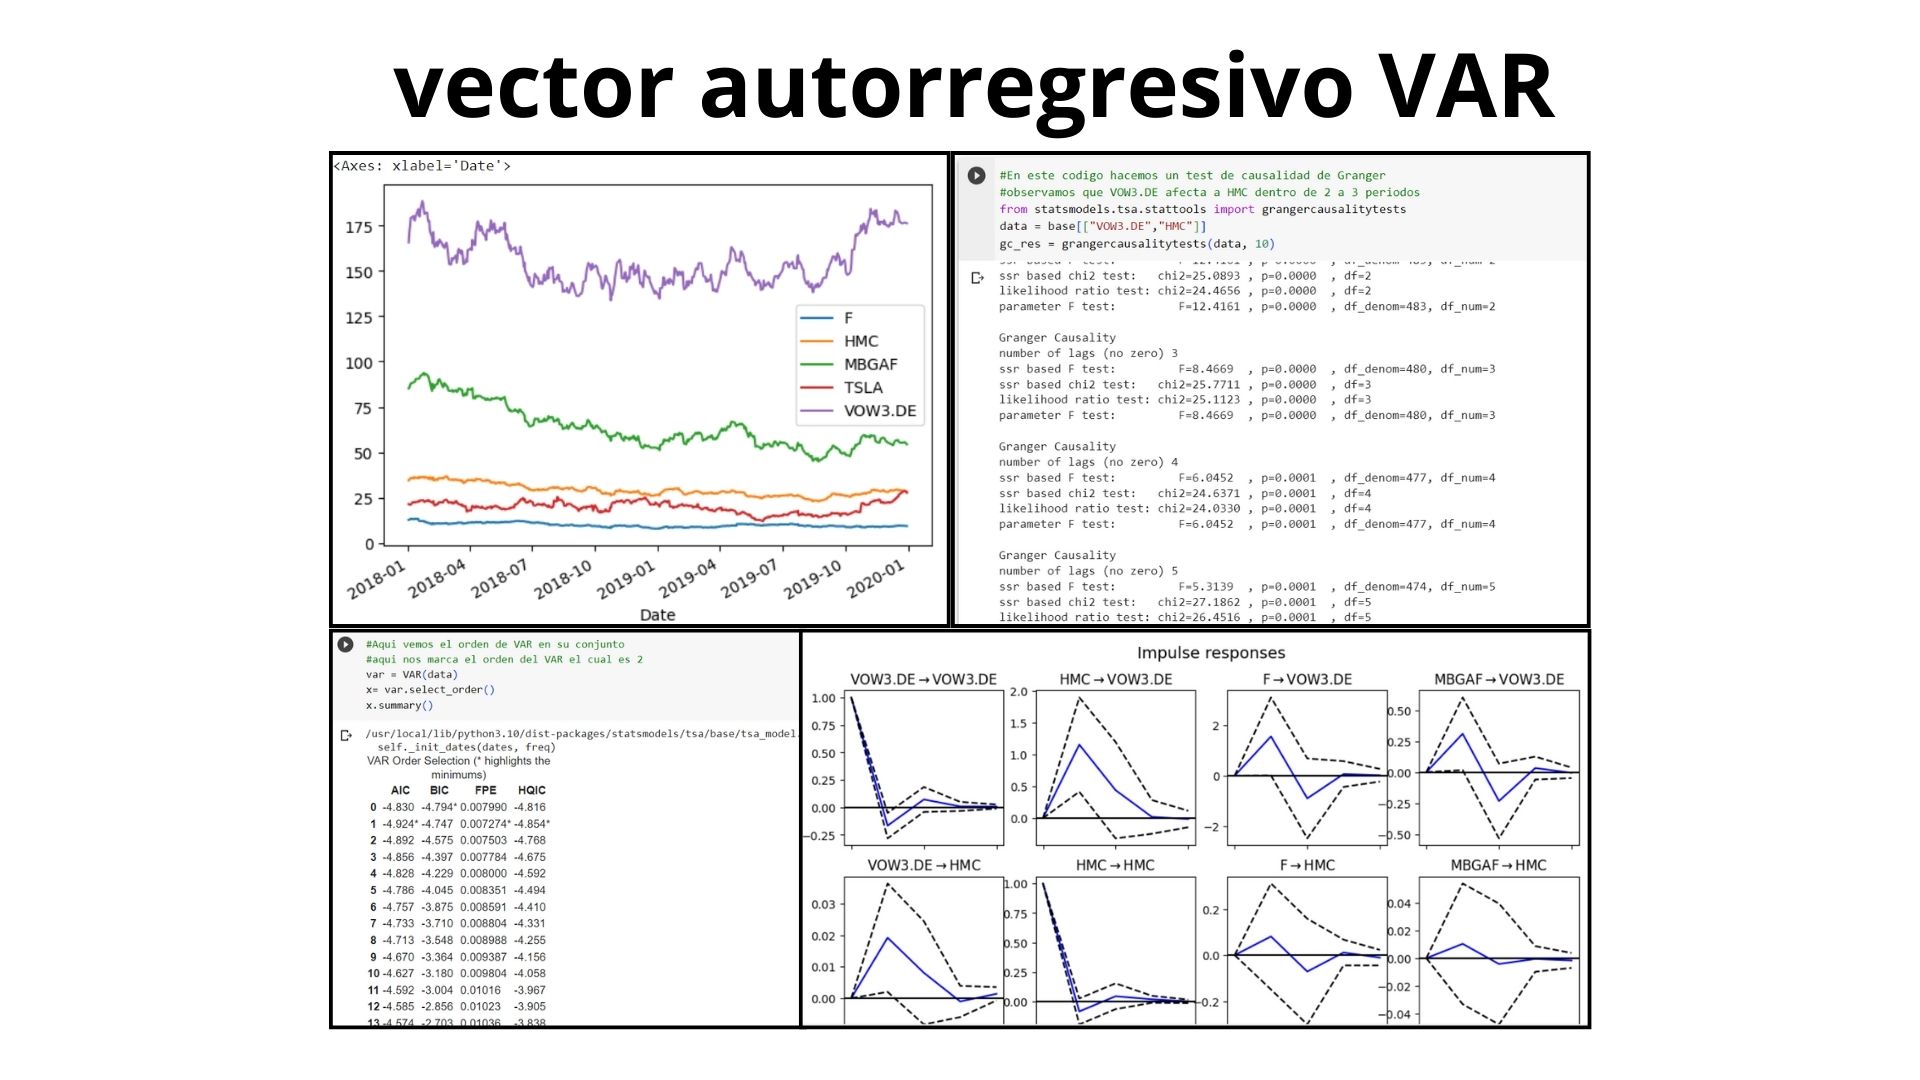 vector autorregresivo VAR
<Axes: xlabel='Date'>
175
150
125
100
75
50
25
0
F
HMC
MBGAF
TSLA
VOW3.DE
2018-01 2018-04 2018-07 2018-10 2019-01 2019-04 2019-07 2019-10 2020-01
Date
#En este codigo hacemos un test de causalidad de Granger
#observamos que VOW3.DE afecta a HMC dentro de 2 a 3 periodos
from statsmodels.tsa.stattools import grangercausalitytests
data = base[["VOW3.DE","HMC"]]
gc_res = grangercausalitytests(data, 10)
ssr based chi2 test: chi2=25.0893 , p=0.0000 , df=2
likelihood ratio test: chi2=24.4656 , p=0.0000 , df=2
parameter F test: F=12.4161 , p=0.0000 , df_denom=483, df_num=2
Granger Causality
number of lags (no zero) 3
ssr based F test: F=8.4669 , p=0.0000 , df_denom=480, df_num=3
ssr based chi2 test: chi2=25.7711 , p=0.0000 , df=3
likelihood ratio test: chi2=25.1123 , p=0.0000 , df=3
parameter F test: F=8.4669 , p=0.0000 , df_denom=480, df_num=3
Granger Causality
number of lags (no zero) 4
ssr based F test: F=6.0452 , p=0.0001 , df_denom=477, df_num=4
ssr based chi2 test: chi2=24.6371 , p=0.0001 , df=4
likelihood ratio test: chi2=24.0330 , p=0.0001 , df=4
parameter F test: F=6.0452 , p=0.0001 , df_denom=477, df_num=4
Granger Causality
number of lags (no zero) 5
ssr based F test: F=5.3139 , p=0.0001 , df_denom=474, df_num=5
ssr based chi2 test: chi2=27.1862 , p=0.0001 , df=5
likelihood ratio test: chi2=26.4516 , p=0.0001 , df=5
#Aqui vemos el orden de VAR en su conjunto
#aqui nos marca el orden del VAR el cual es 2
var = VAR(data)
x= var.select_order()
x.summary()
/usr/local/lib/python3.10/dist-packages/statsmodels/tsa/base/tsa_model.
self._init_dates(dates, freq)
VAR Order Selection (* highlights the
minimums)
AIC BIC FPE HQIC
0 -4.830 -4.794* 0.007990 -4.816
1 -4.924* -4.747 0.007274* -4.854*
2 -4.892 -4.575 0.007503 -4.768
3 -4.856 -4.397 0.007784 -4.675
4 -4.828 -4.229 0.008000 -4.592
5 -4.786 -4.045 0.008351 -4.494
6 -4.757 -3.875 0.008591 -4.410
7 -4.733 -3.710 0.008804 -4.331
8 -4.713 -3.548 0.008988 -4.255
9 -4.670 -3.364 0.009387 -4.156
10 -4.627 -3.180 0.009804 -4.058
11 -4.592 -3.004 0.01016 -3.967
12 -4.585 -2.856 0.01023 -3.905
13 -4.574 -2.703 0.01036 -3.838
Impulse responses
VOW3.DE→VOW3.DE
1.00
0.75
0.50
0.25
0.00
−0.25
HMC→VOW3.DE
2.0
1.5
1.0
0.5
0.0
F→VOW3.DE
2
0
−2
MBGAF→VOW3.DE
0.50
0.25
0.00
−0.25
−0.50
VOW3.DE→HMC
0.03
0.02
0.01
0.00
HMC→HMC
1.00
0.75
0.50
0.25
0.00
F→HMC
0.2
0.0
−0.2
MBGAF→HMC
0.04
0.02
0.00
−0.02
−0.04